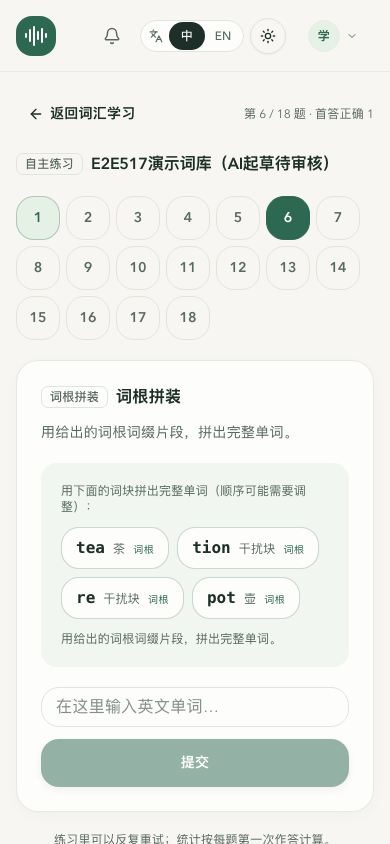 中 EN 学
返回词汇学习 第 6 / 18 题 · 首答正确 1
自主练习 E2E517演示词库（AI起草待审核）
1 2 3 4 5 6 7
8 9 10 11 12 13 14
15 16 17 18
词根拼装 词根拼装
用给出的词根词缀片段，拼出完整单词。
用下面的词块拼出完整单词（顺序可能需要调
整）：
tea 茶 词根 tion 干扰块 词根
re 干扰块 词根 pot 壶 词根
用给出的词根词缀片段，拼出完整单词。
在这里输入英文单词...
提交
练习里可以反复重试；统计按每题第一次作答计算。